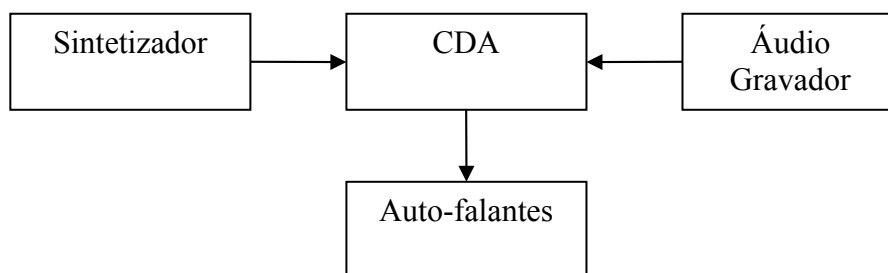 Sintetizador
CDA
Áudio
Gravador
Auto-falantes